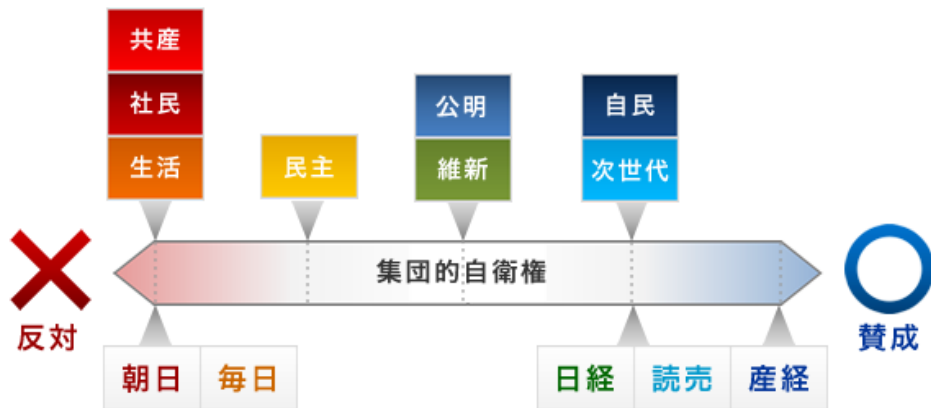 共産
社民
生活
民主
公明
維新
自民
次世代
集団的自衛権
反対
賛成
朝日 毎日
日経 読売 産経